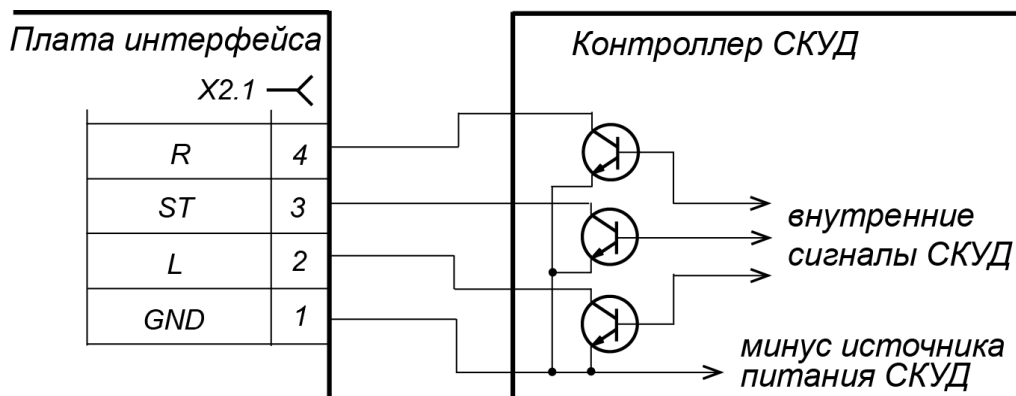 Плата интерфейса
Контроллер СКУД
X2.1
R 4
ST 3
L 2
GND 1
внутренние
сигналы СКУД
минус источника
питания СКУД